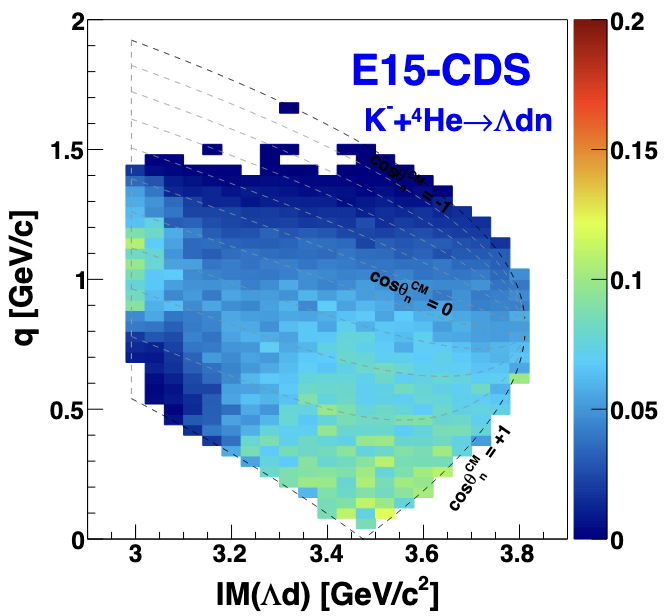 E15-CDS
K⁻+⁴He→Λdn
cosθₙᶜᴹ = -1
cosθₙᶜᴹ = 0
cosθₙᶜᴹ = +1
q [GeV/c]
2
1.5
1
0.5
0
3
3.2
3.4
3.6
3.8
IM(Λd) [GeV/c²]
0.2
0.15
0.1
0.05
0